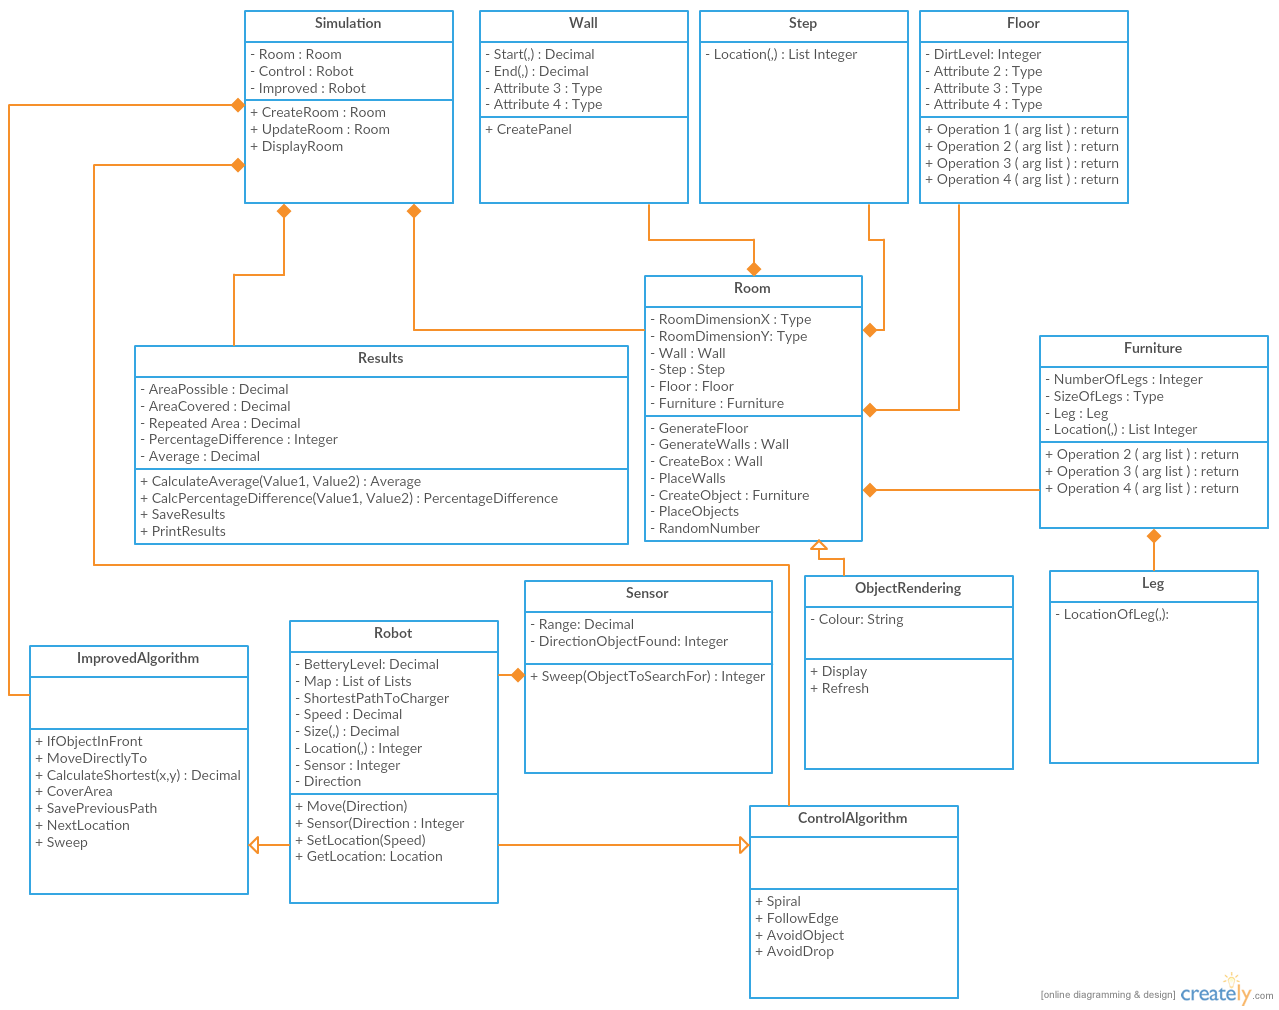 Simulation
- Room : Room
- Control : Robot
- Improved : Robot
+ CreateRoom : Room
+ UpdateRoom : Room
+ DisplayRoom
Wall
- Start(,) : Decimal
- End(,) : Decimal
- Attribute 3 : Type
- Attribute 4 : Type
+ CreatePanel
Step
- Location(,) : List Integer
Floor
- DirtLevel: Integer
- Attribute 2 : Type
- Attribute 3 : Type
- Attribute 4 : Type
+ Operation 1 ( arg list ) : return
+ Operation 2 ( arg list ) : return
+ Operation 3 ( arg list ) : return
+ Operation 4 ( arg list ) : return
Room
- RoomDimensionX : Type
- RoomDimensionY: Type
- Wall : Wall
- Step : Step
- Floor : Floor
- Furniture : Furniture
- GenerateFloor
- GenerateWalls : Wall
- CreateBox : Wall
- PlaceWalls
- CreateObject : Furniture
- PlaceObjects
- RandomNumber
Results
- AreaPossible : Decimal
- AreaCovered : Decimal
- Repeated Area : Decimal
- PercentageDifference : Integer
- Average : Decimal
+ CalculateAverage(Value1, Value2) : Average
+ CalcPercentageDifference(Value1, Value2) : PercentageDifference
+ SaveResults
+ PrintResults
Furniture
- NumberOfLegs : Integer
- SizeOfLegs : Type
- Leg : Leg
- Location(,) : List Integer
+ Operation 2 ( arg list ) : return
+ Operation 3 ( arg list ) : return
+ Operation 4 ( arg list ) : return
Leg
- LocationOfLeg(,):
ObjectRendering
- Colour: String
+ Display
+ Refresh
Sensor
- Range: Decimal
- DirectionObjectFound: Integer
+ Sweep(ObjectToSearchFor) : Integer
Robot
- BetteryLevel: Decimal
- Map : List of Lists
- ShortestPathToCharger
- Speed : Decimal
- Size(,) : Decimal
- Location(,) : Integer
- Sensor : Integer
- Direction
+ Move(Direction)
+ Sensor(Direction : Integer
+ SetLocation(Speed)
+ GetLocation: Location
ImprovedAlgorithm
+ IfObjectInFront
+ MoveDirectlyTo
+ CalculateShortest(x,y) : Decimal
+ CoverArea
+ SavePreviousPath
+ NextLocation
+ Sweep
ControlAlgorithm
+ Spiral
+ FollowEdge
+ AvoidObject
+ AvoidDrop
[online diagramming & design] creately.com